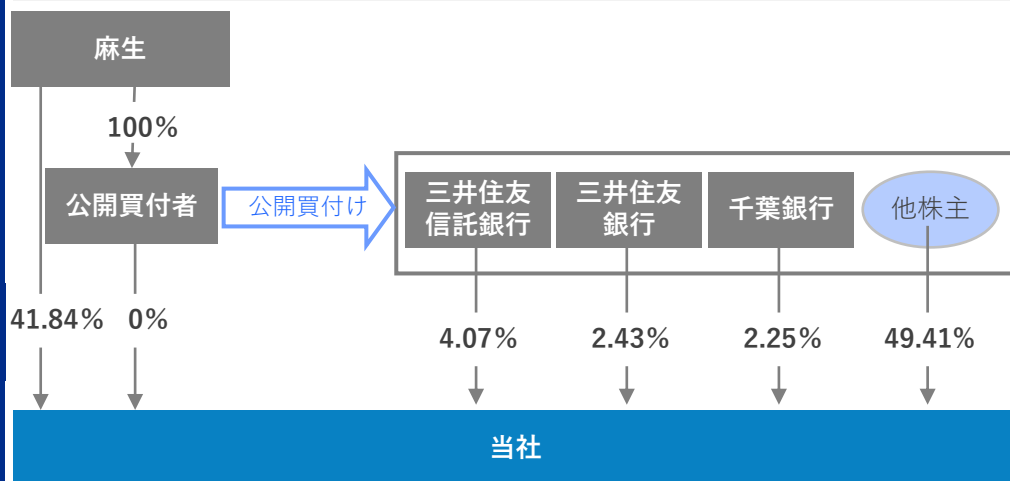 麻生
100%
公開買付者
公開買付け
三井住友
信託銀行
三井住友
銀行
千葉銀行
他株主
41.84%
0%
4.07%
2.43%
2.25%
49.41%
当社